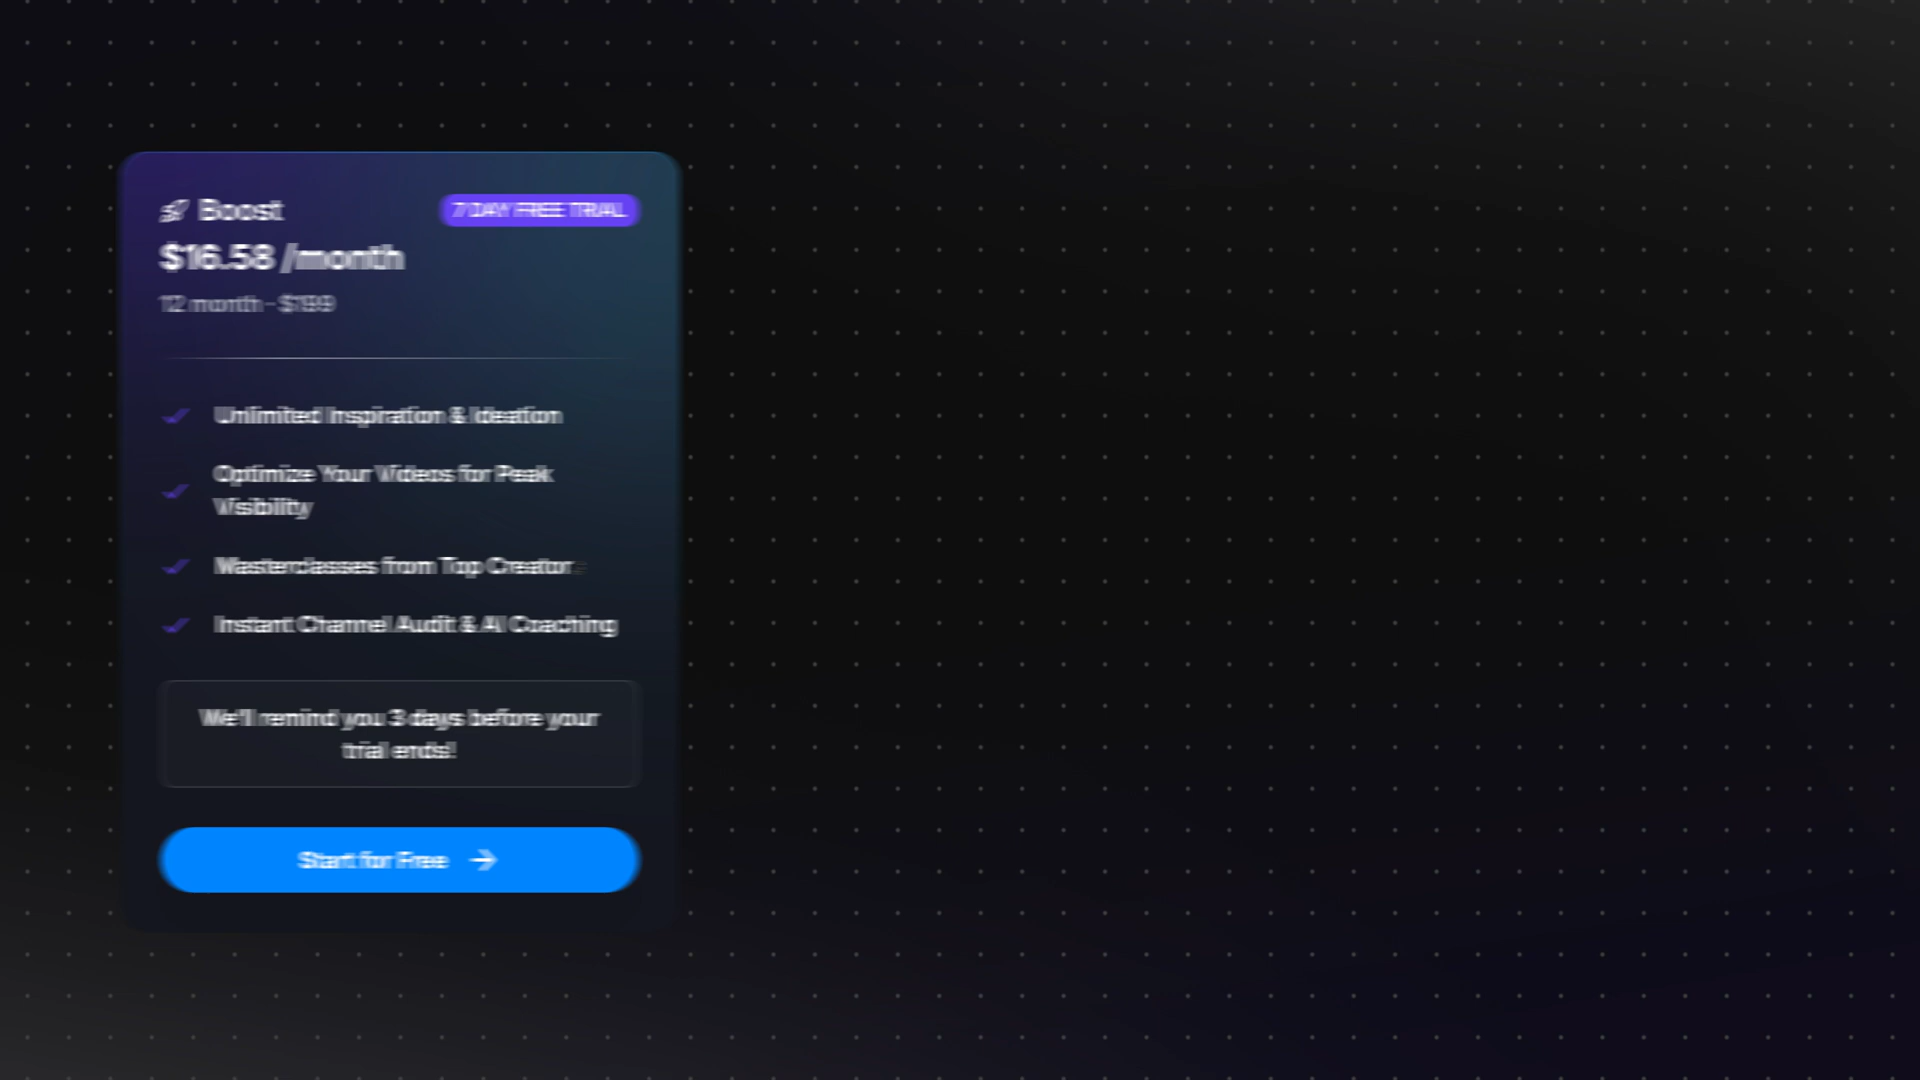 Boost
7 DAY FREE TRIAL
$16.58 /month
12 month - $199
Unlimited Inspiration & Ideation
Optimize Your Videos for Peak
Visibility
Masterclasses from Top Creator
Instant Channel Audit & AI Coaching
We'll remind you 3 days before your
trial ends!
Start for Free